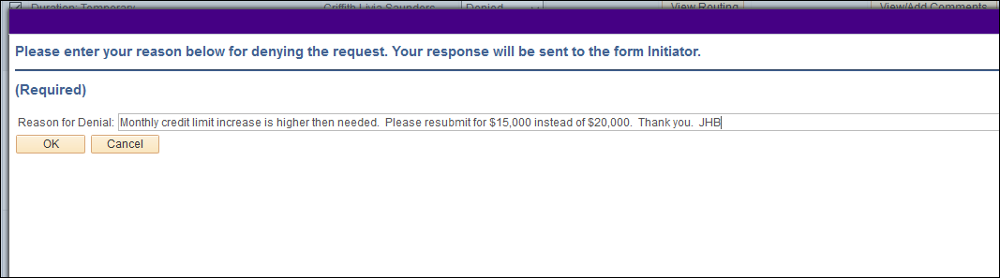 Duration: Temporary Griffith Livia Saunders Denied View Routing View/Add Comments
Please enter your reason below for denying the request. Your response will be sent to the form Initiator.
(Required)
Reason for Denial: Monthly credit limit increase is higher then needed.  Please resubmit for $15,000 instead of $20,000.  Thank you.  JHB
OK Cancel